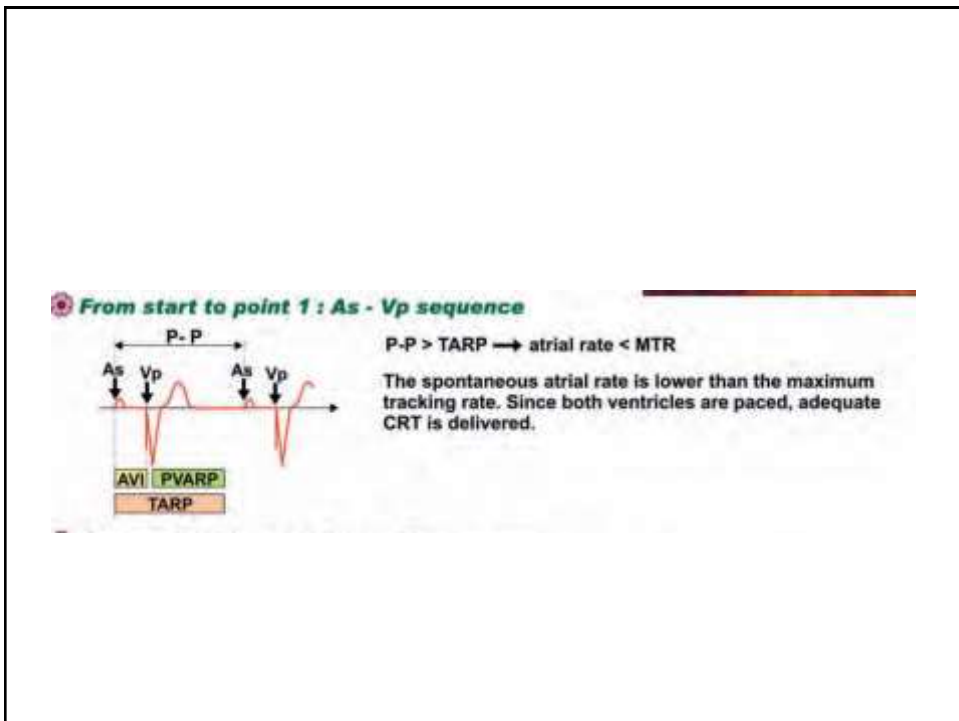 From start to point 1 : As - Vp sequence
P- P
As Vp As Vp
AVI PVARP
TARP
P-P > TARP → atrial rate < MTR
The spontaneous atrial rate is lower than the maximum
tracking rate. Since both ventricles are paced, adequate
CRT is delivered.